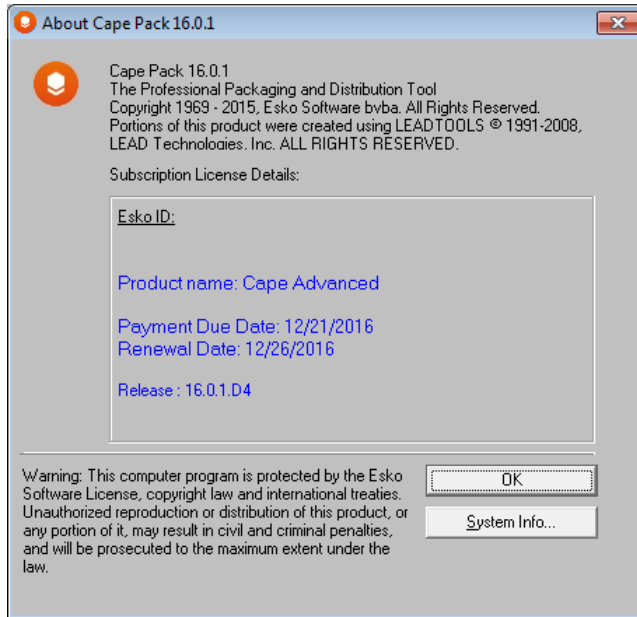 About Cape Pack 16.0.1
Cape Pack 16.0.1
The Professional Packaging and Distribution Tool
Copyright 1969 - 2015, Esko Software bvba. All Rights Reserved.
Portions of this product were created using LEADTOOLS © 1991-2008,
LEAD Technologies, Inc. ALL RIGHTS RESERVED.
Subscription License Details:
Esko ID:
Product name: Cape Advanced
Payment Due Date: 12/21/2016
Renewal Date: 12/26/2016
Release : 16.0.1.D4
Warning: This computer program is protected by the Esko
Software License, copyright law and international treaties.
Unauthorized reproduction or distribution of this product, or
any portion of it, may result in civil and criminal penalties,
and will be prosecuted to the maximum extent under the
law.
OK
System Info...